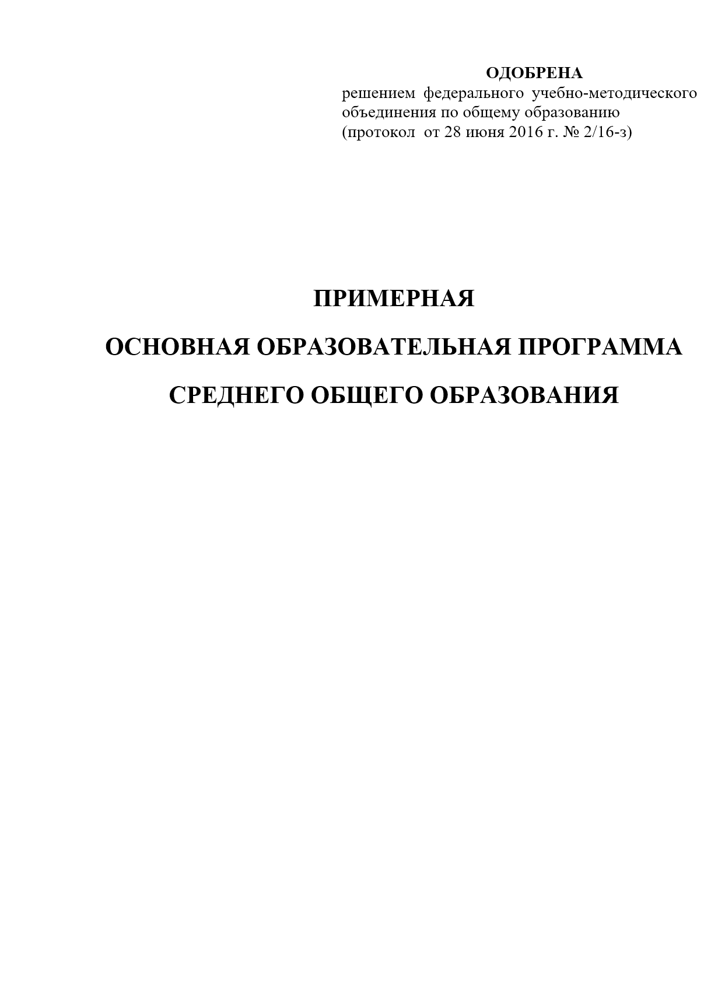 ОДОБРЕНА
решением федерального учебно-методического
объединения по общему образованию
(протокол  от 28 июня 2016 г. № 2/16-з)
ПРИМЕРНАЯ
ОСНОВНАЯ ОБРАЗОВАТЕЛЬНАЯ ПРОГРАММА
СРЕДНЕГО ОБЩЕГО ОБРАЗОВАНИЯ